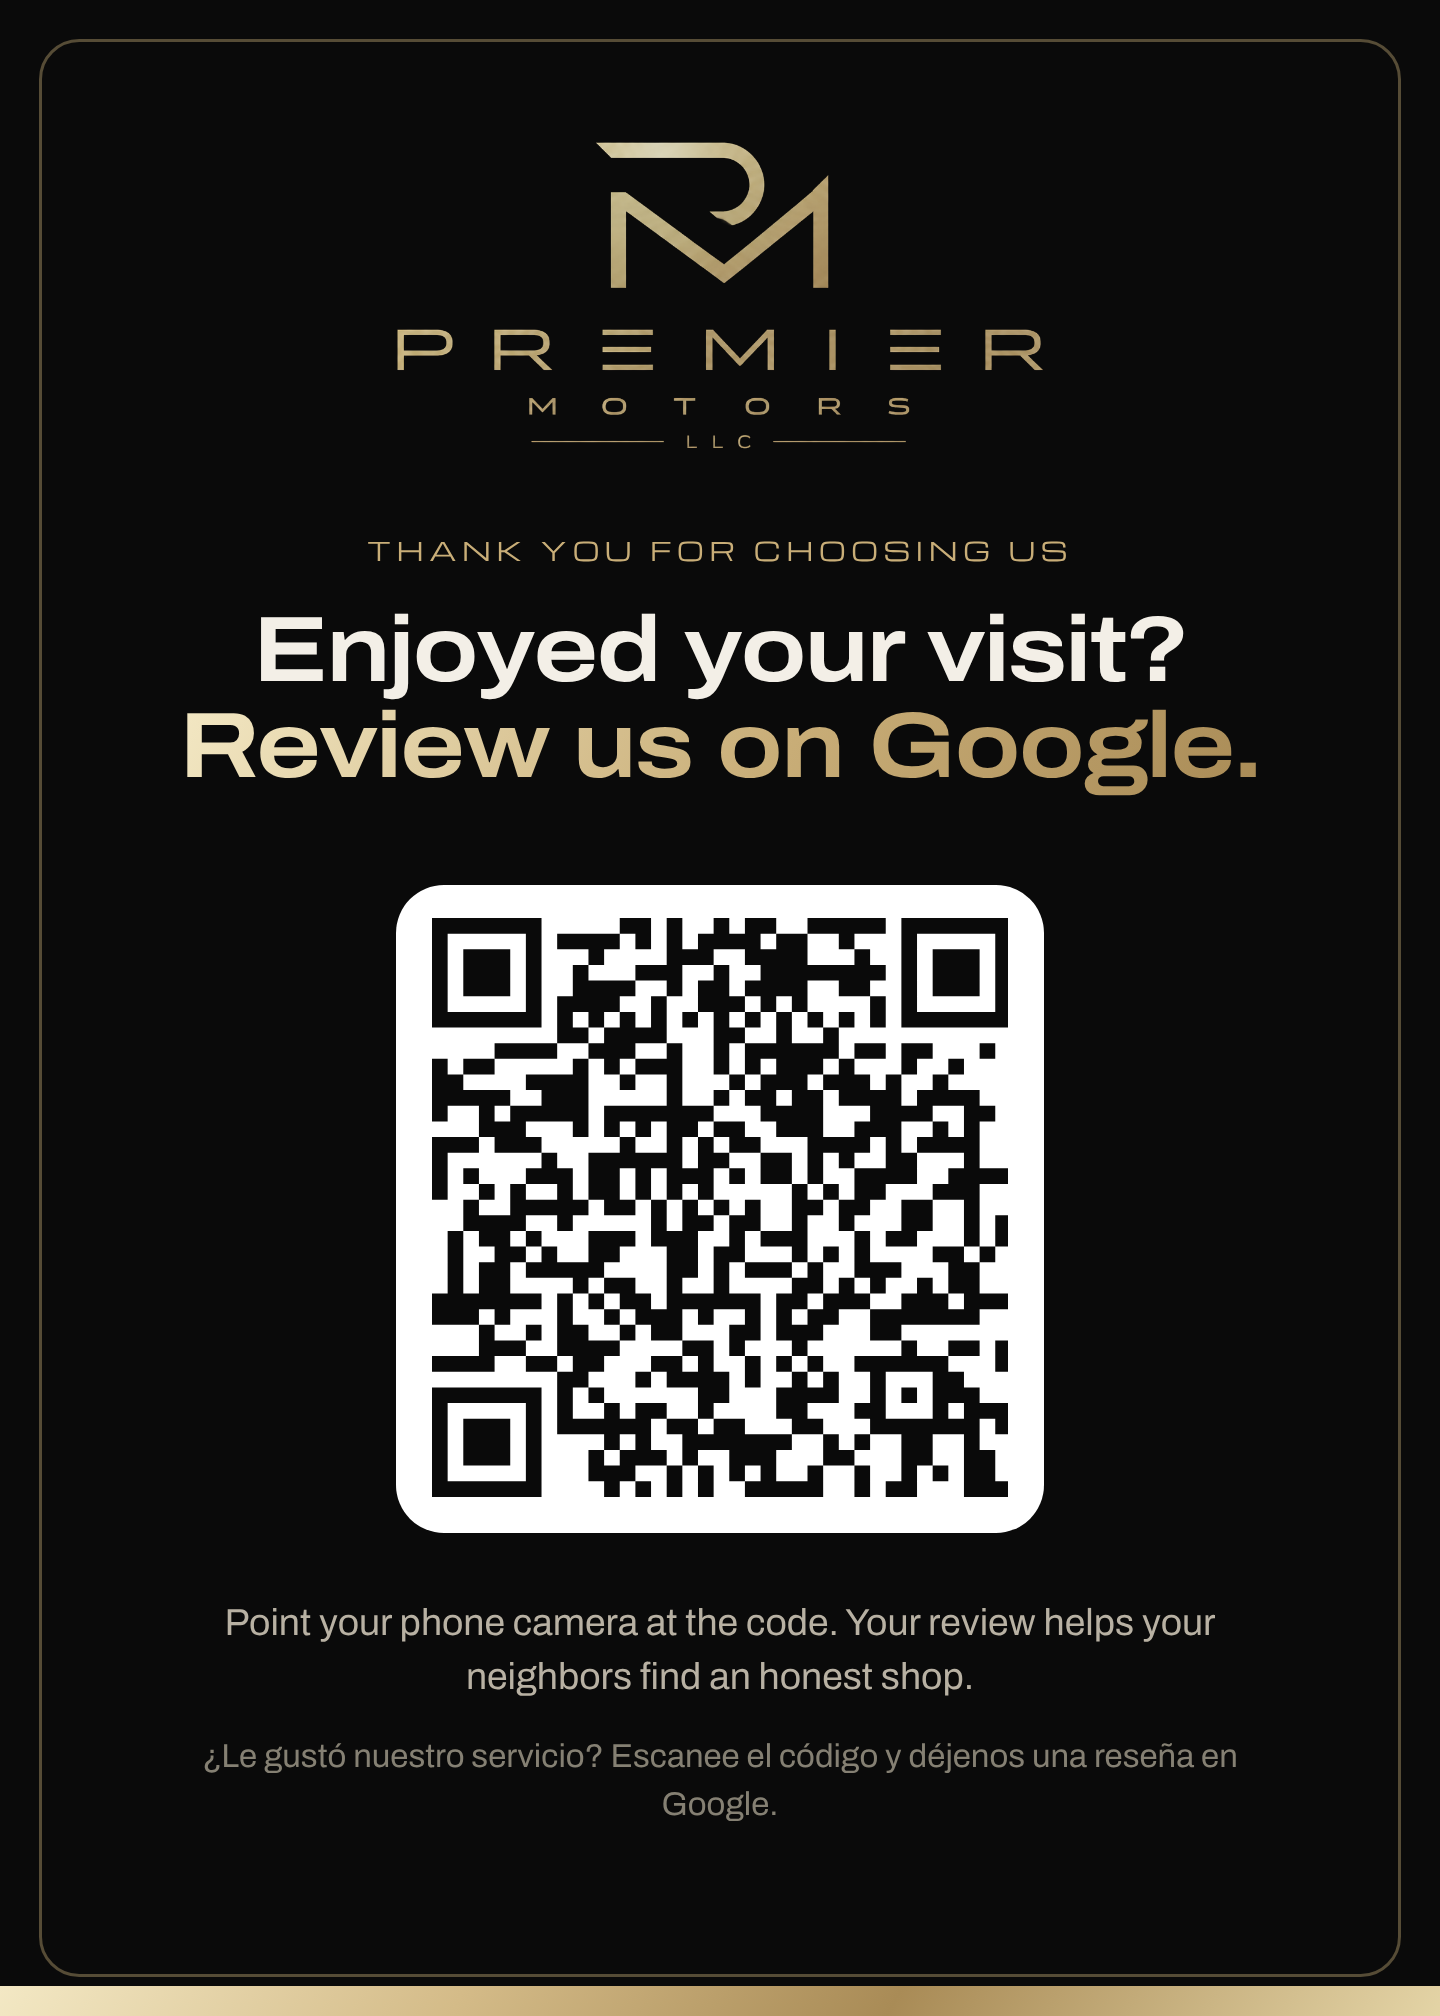 PREMIER
MOTORS
LLC
THANK YOU FOR CHOOSING US
Enjoyed your visit?
Review us on Google.
Point your phone camera at the code. Your review helps your
neighbors find an honest shop.
¿Le gustó nuestro servicio? Escanee el código y déjenos una reseña en
Google.